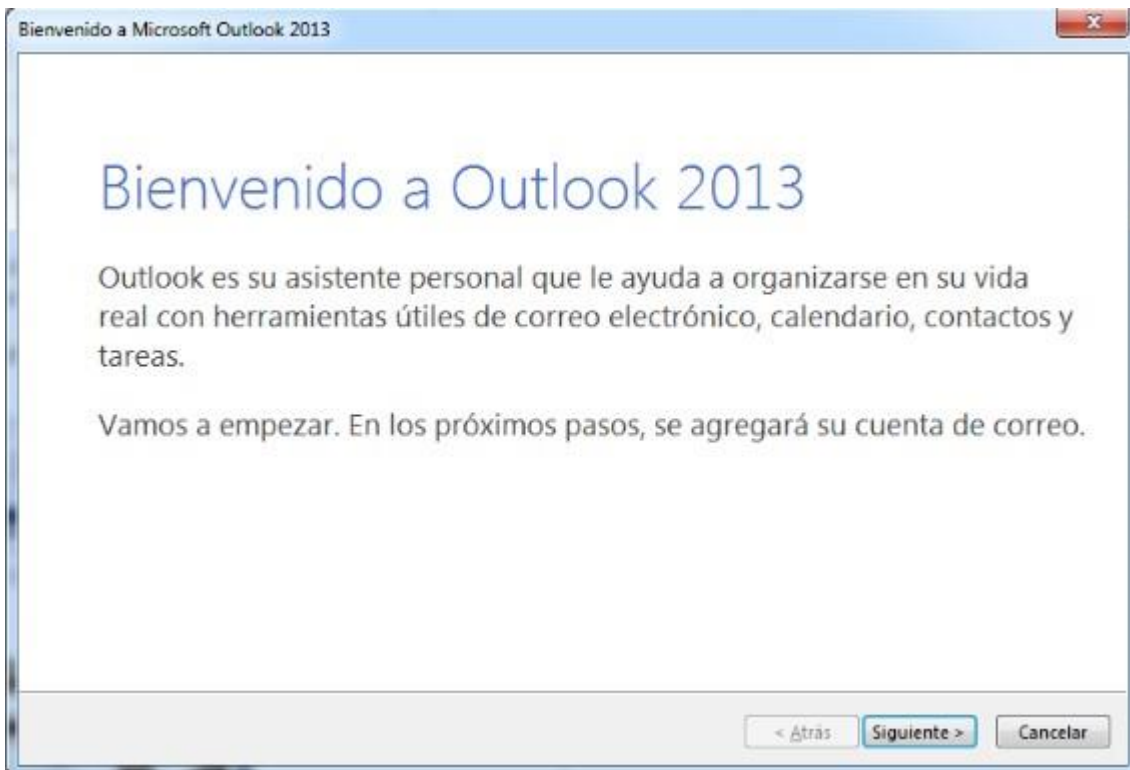 Bienvenido a Microsoft Outlook 2013
x
Bienvenido a Outlook 2013
Outlook es su asistente personal que le ayuda a organizarse en su vida
real con herramientas útiles de correo electrónico, calendario, contactos y
tareas.
Vamos a empezar. En los próximos pasos, se agregará su cuenta de correo.
< Atrás Siguiente > Cancelar